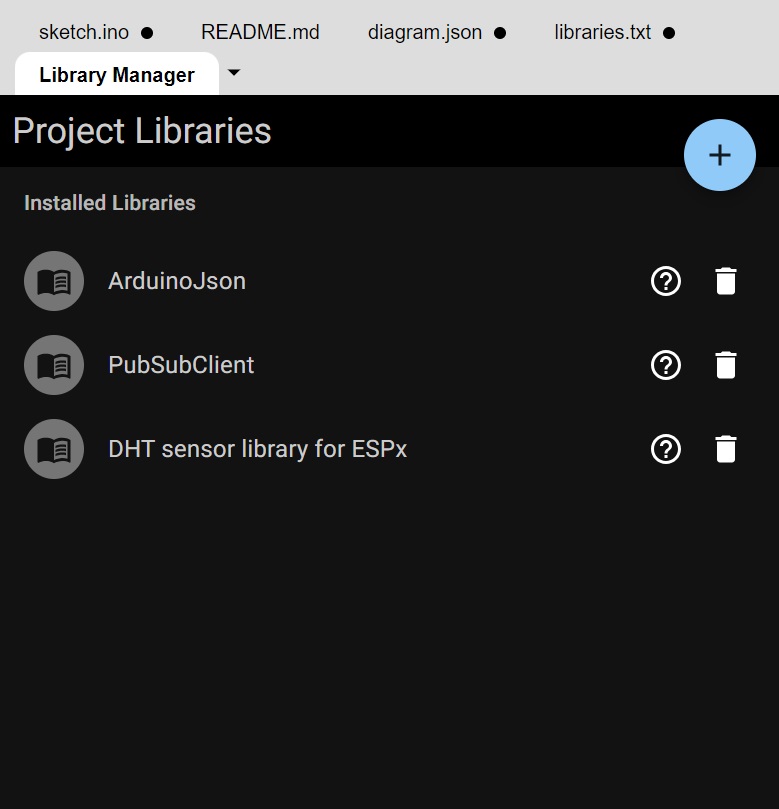 sketch.ino README.md diagram.json libraries.txt
Library Manager
Project Libraries
Installed Libraries
ArduinoJson
PubSubClient
DHT sensor library for ESPx